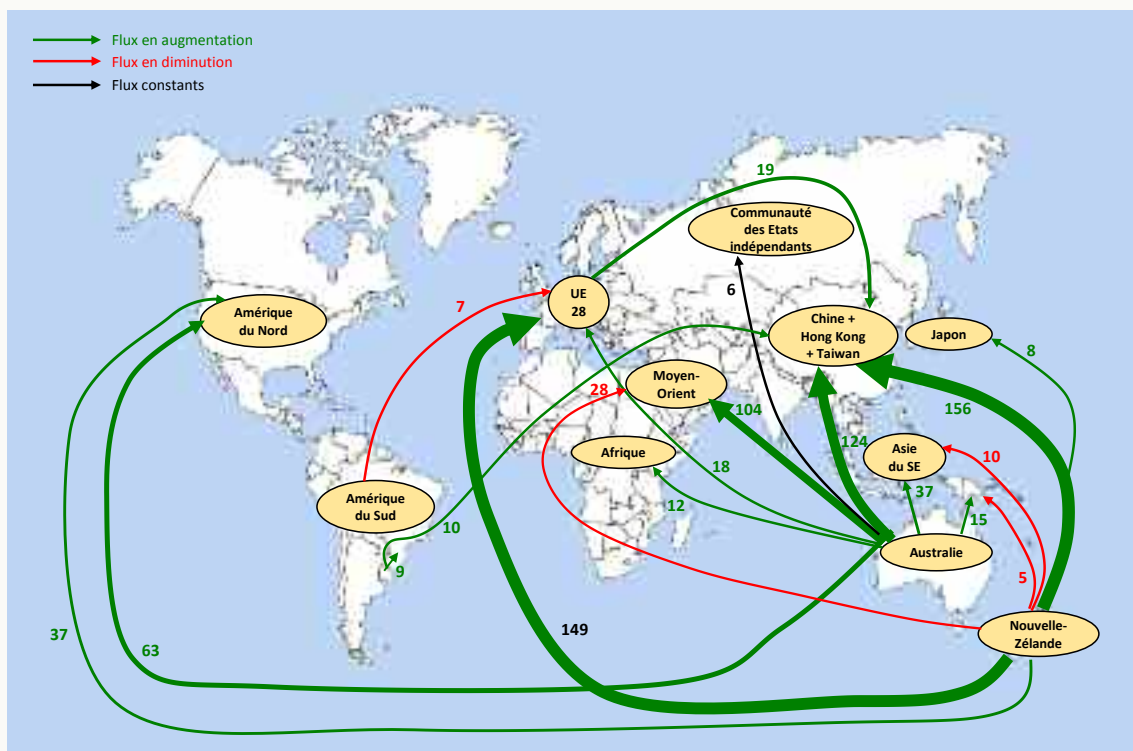 Flux en augmentation
Flux en diminution
Flux constants
19
Communauté
des Etats
indépendants
7
UE
28
6
Amérique
du Nord
Chine +
Hong Kong
+ Taiwan
Japon
8
Moyen-
Orient
28
104
156
124
Afrique
Asie
du SE
10
18
37
Amérique
du Sud
12
15
10
9
Australie
5
149
37
63
Nouvelle-
Zélande